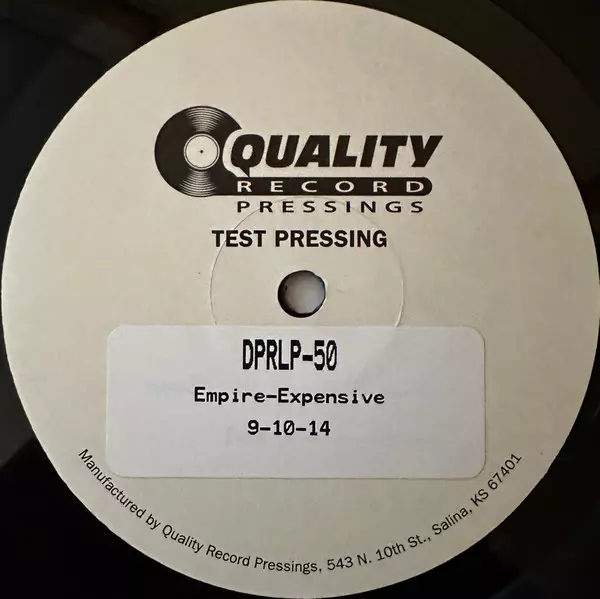 QUALITY
RECORD
PRESSINGS
TEST PRESSING
DPRLP-50
Empire-Expensive
9-10-14
Manufactured by Quality Record Pressings, 543 N. 10th St., Salina, KS 67401